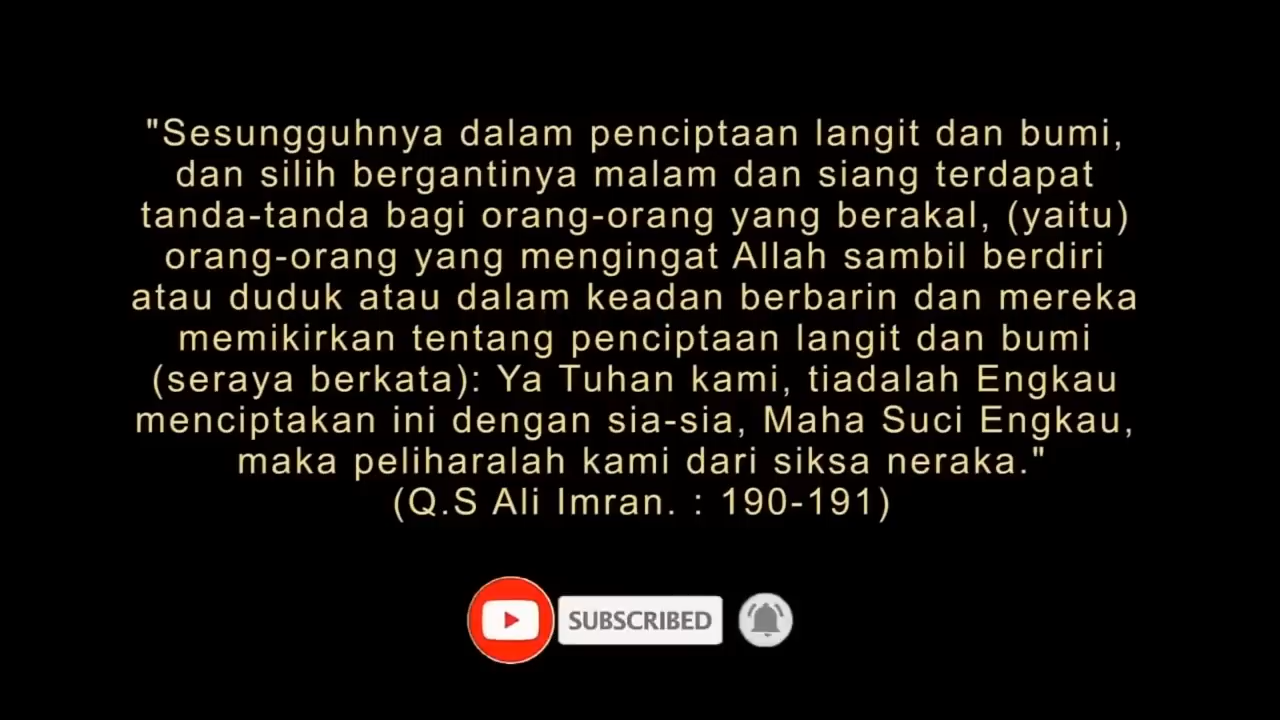 "Sesungguhnya dalam penciptaan langit dan bumi,
dan silih bergantinya malam dan siang terdapat
tanda-tanda bagi orang-orang yang berakal, (yaitu)
orang-orang yang mengingat Allah sambil berdiri
atau duduk atau dalam keadan berbarin dan mereka
memikirkan tentang penciptaan langit dan bumi
(seraya berkata): Ya Tuhan kami, tiadalah Engkau
menciptakan ini dengan sia-sia, Maha Suci Engkau,
maka peliharalah kami dari siksa neraka."
(Q.S Ali Imran. : 190-191)
SUBSCRIBED